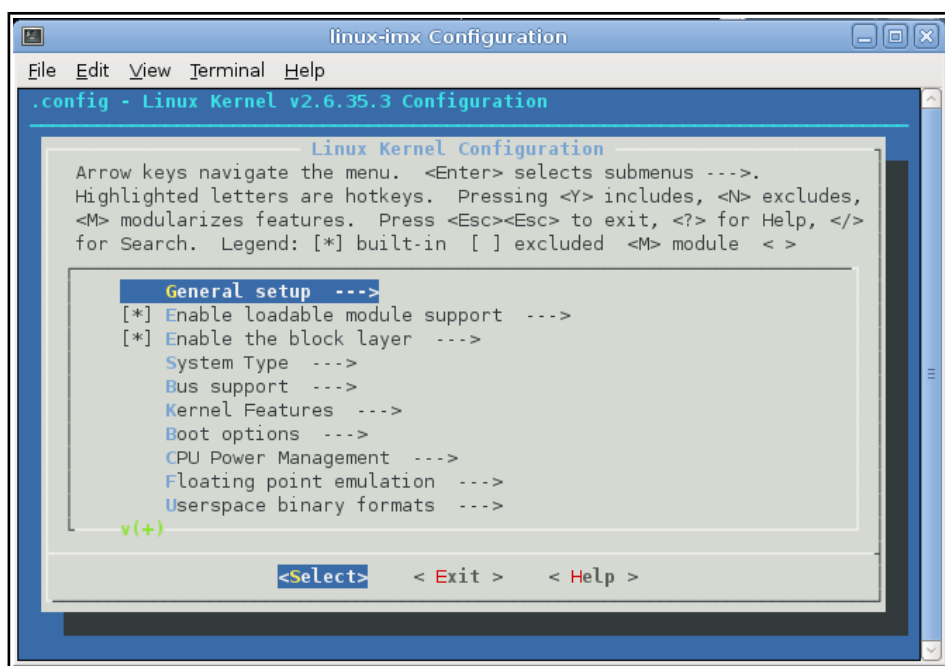 linux-imx Configuration
File Edit View Terminal Help
.config - Linux Kernel v2.6.35.3 Configuration
Linux Kernel Configuration
Arrow keys navigate the menu. <Enter> selects submenus --->.
Highlighted letters are hotkeys. Pressing <Y> includes, <N> excludes,
<M> modularizes features. Press <Esc><Esc> to exit, <?> for Help, </>
for Search. Legend: [*] built-in [ ] excluded <M> module < >
General setup --->
[*] Enable loadable module support --->
[*] Enable the block layer --->
System Type --->
Bus support --->
Kernel Features --->
Boot options --->
CPU Power Management --->
Floating point emulation --->
Userspace binary formats --->
v(+)
<Select> < Exit > < Help >